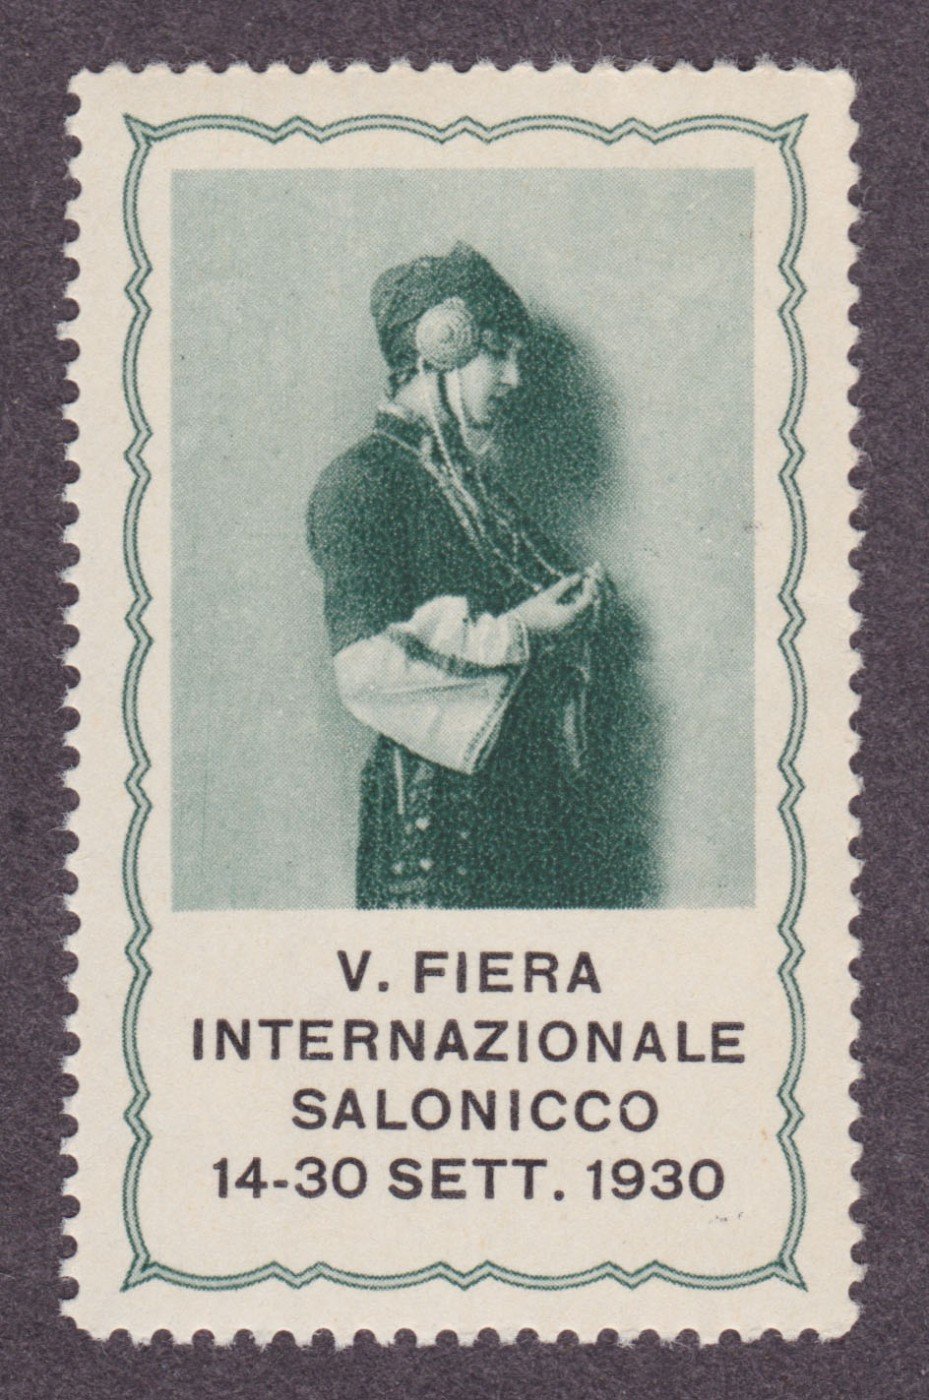 V. FIERA
INTERNAZIONALE
SALONICCO
14-30 SETT. 1930